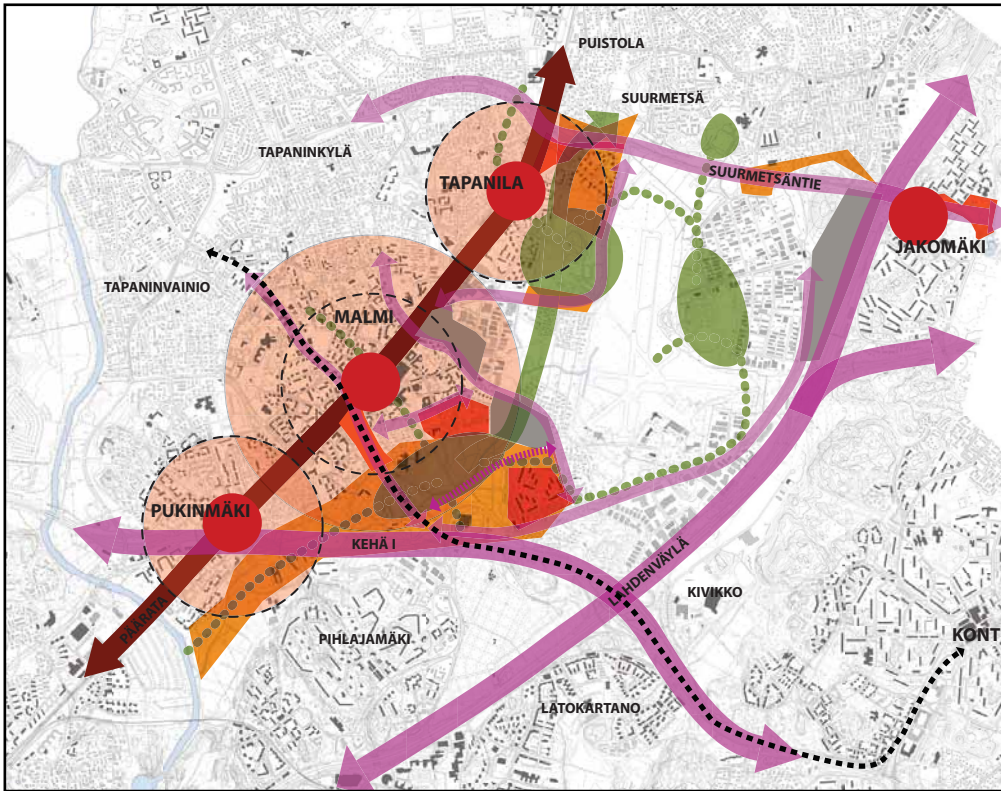 PUISTOLA
SUURMETSÄ
TAPANINKYLÄ
TAPANILA
SUURMETSÄNTIE
JAKOMÄKI
TAPANINVAINIO
MALMI
PUKINMÄKI
KEHÄ I
LAHDENVÄYLÄ
PÄÄRATA
KIVIKKO
PIHLAJAMÄKI
KONT
LATOKARTANO